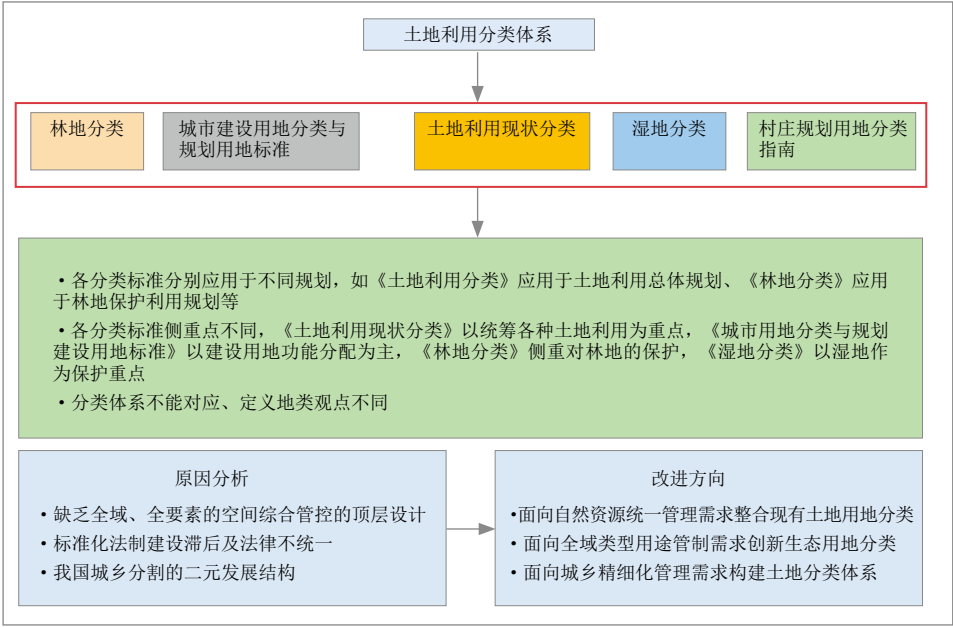 土地利用分类体系
林地分类
城市建设用地分类与
规划用地标准
土地利用现状分类
湿地分类
村庄规划用地分类
指南
·各分类标准分别应用于不同规划，如《土地利用分类》应用于土地利用总体规划、《林地分类》应用
于林地保护利用规划等
·各分类标准侧重点不同，《土地利用现状分类》以统筹各种土地利用为重点，《城市用地分类与规划
建设用地标准》以建设用地功能分配为主，《林地分类》侧重对林地的保护，《湿地分类》以湿地作
为保护重点
·分类体系不能对应、定义地类观点不同
原因分析
·缺乏全域、全要素的空间综合管控的顶层设计
·标准化法制建设滞后及法律不统一
·我国城乡分割的二元发展结构
改进方向
·面向自然资源统一管理需求整合现有土地用地分类
·面向全域类型用途管制需求创新生态用地分类
·面向城乡精细化管理需求构建土地分类体系